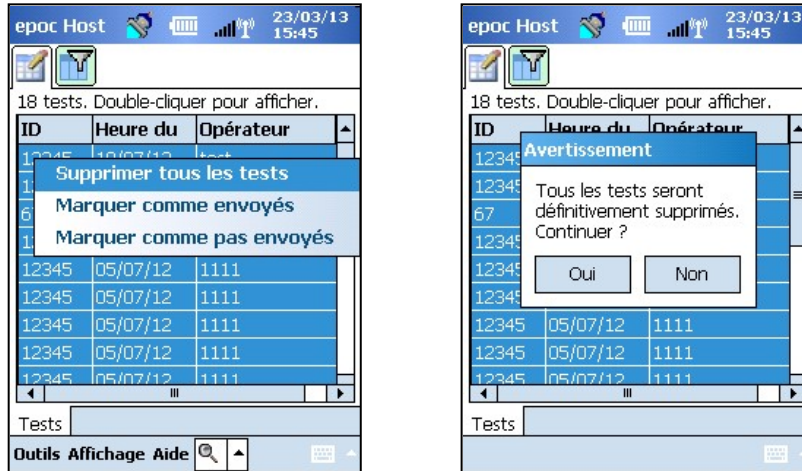 epoc Host 23/03/13 15:45
18 tests. Double-cliquer pour afficher.
ID Heure du Opérateur
Supprimer tous les tests
Marquer comme envoyés
Marquer comme pas envoyés
12345 05/07/12 1111
12345 05/07/12 1111
12345 05/07/12 1111
12345 05/07/12 1111
12345 05/07/12 1111
Tests
Outils Affichage Aide
epoc Host 23/03/13 15:45
18 tests. Double-cliquer pour afficher.
ID Heure du Opérateur
Avertissement
Tous les tests seront
définitivement supprimés.
Continuer ?
Oui Non
67
12345 05/07/12 1111
12345 05/07/12 1111
12345 05/07/12 1111
Tests